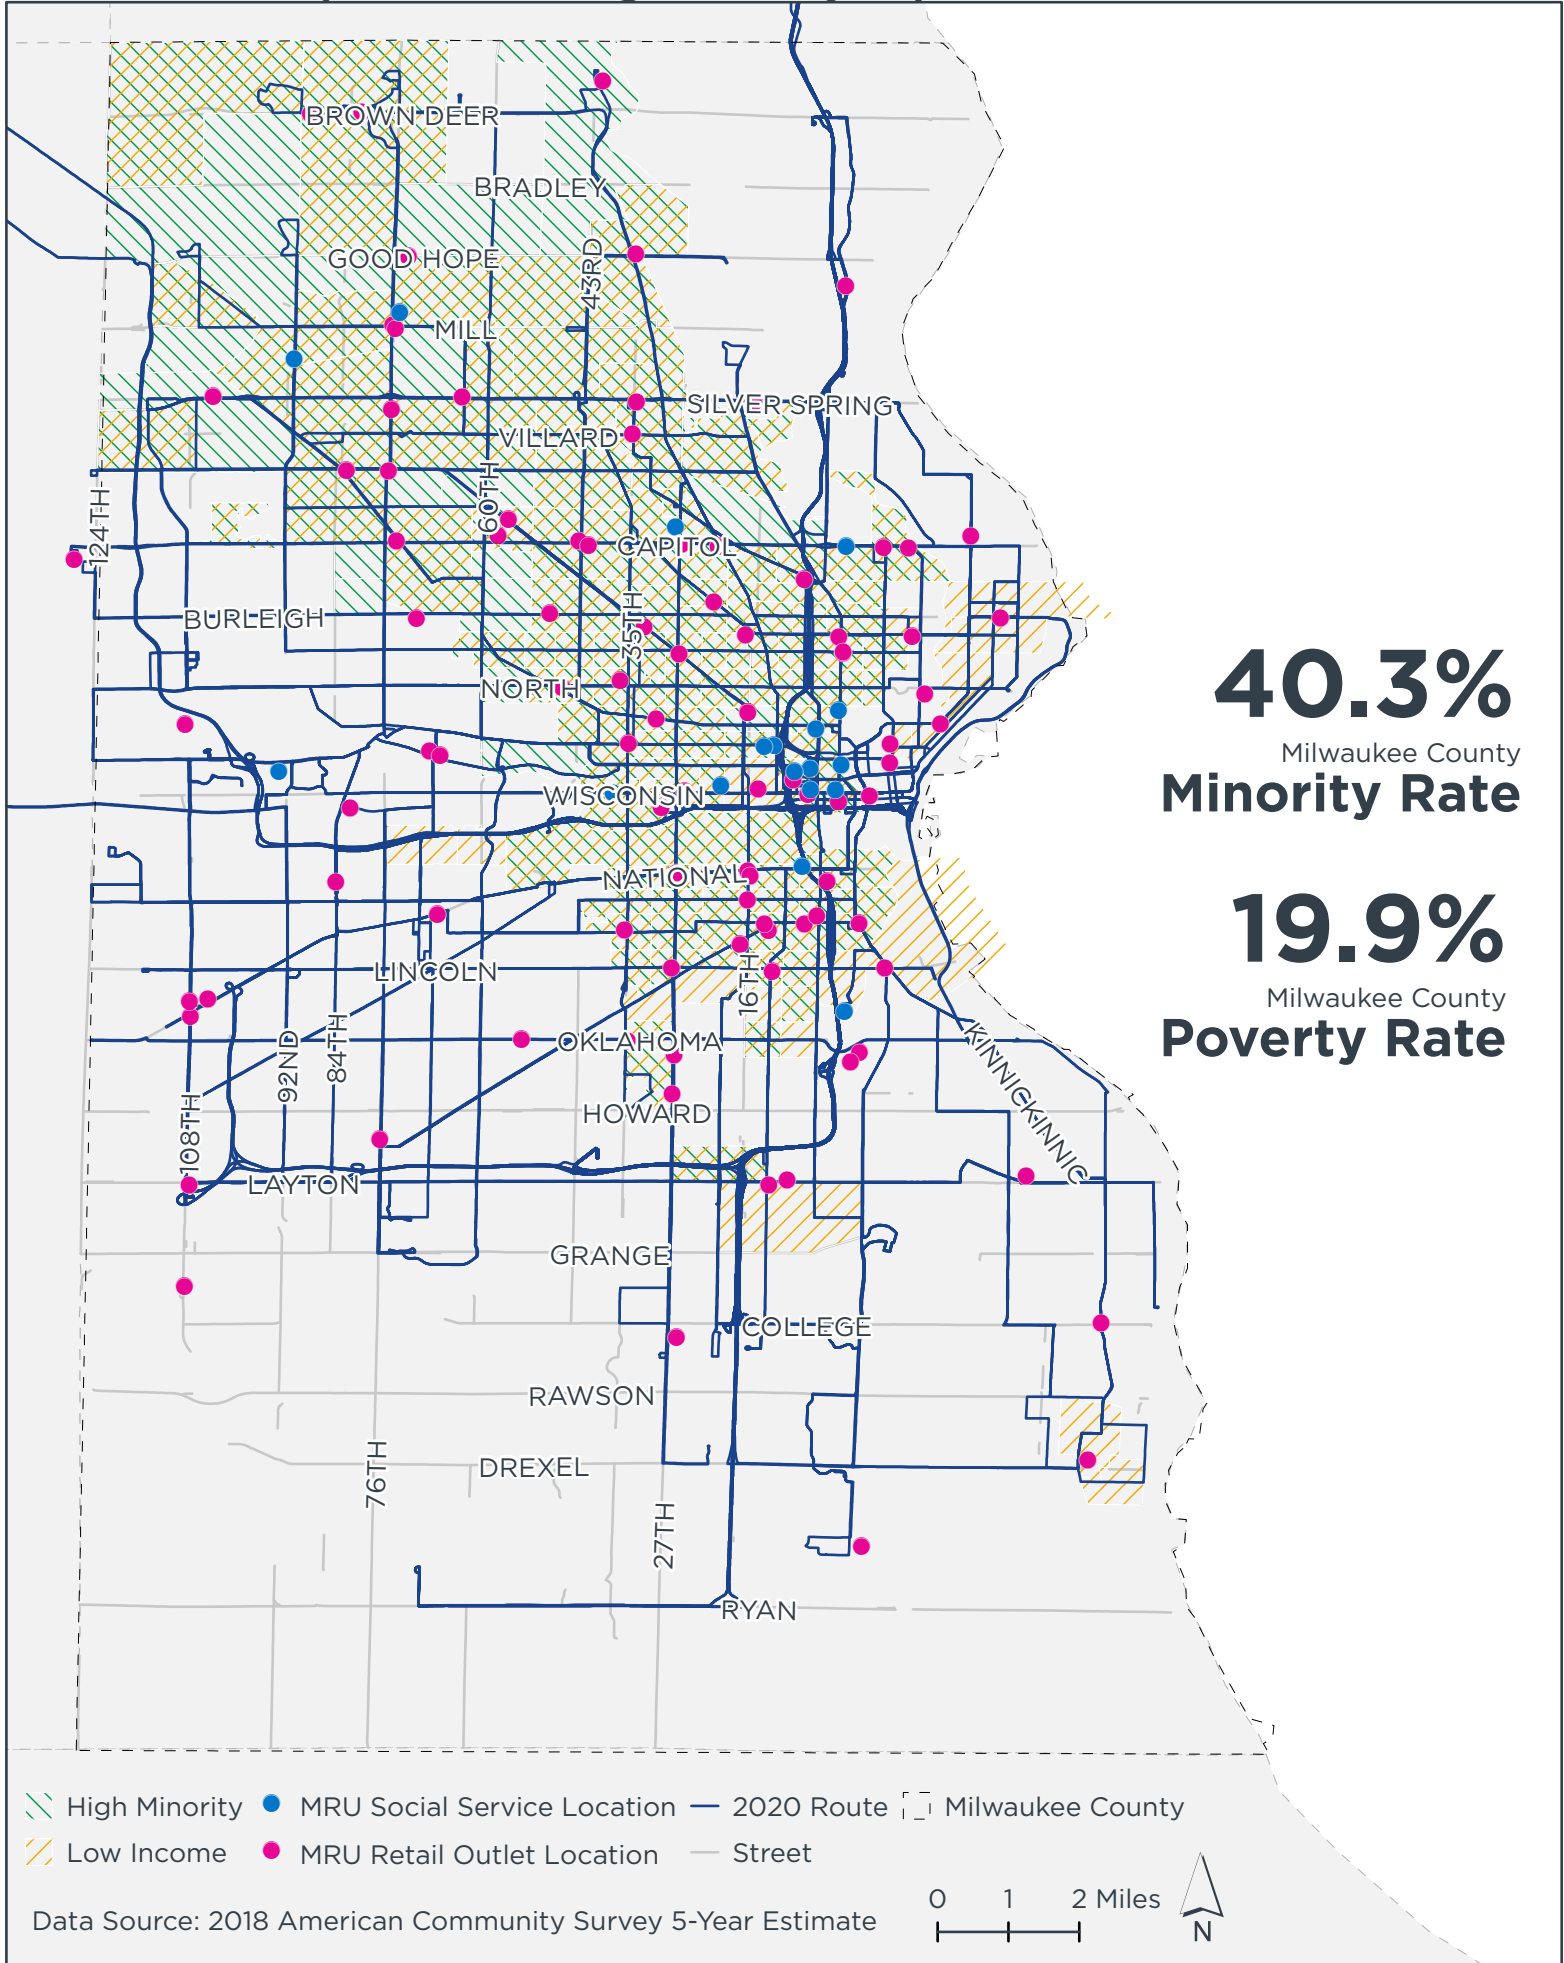 BROWN DEER
BRADLEY
GOOD HOPE
43RD
MILL
SILVER SPRING
VILLARD
60TH
124TH
CAPITOL
BURLEIGH
35TH
NORTH
WISCONSIN
NATIONAL
LINCOLN
16TH
OKLAHOMA
92ND
84TH
KINNICKINNIC
HOWARD
108TH
LAYTON
GRANGE
COLLEGE
RAWSON
DREXEL
76TH
27TH
RYAN
40.3%
Milwaukee County
Minority Rate
19.9%
Milwaukee County
Poverty Rate
High Minority
MRU Social Service Location
2020 Route
Milwaukee County
Low Income
MRU Retail Outlet Location
Street
0 1 2 Miles
N
Data Source: 2018 American Community Survey 5-Year Estimate